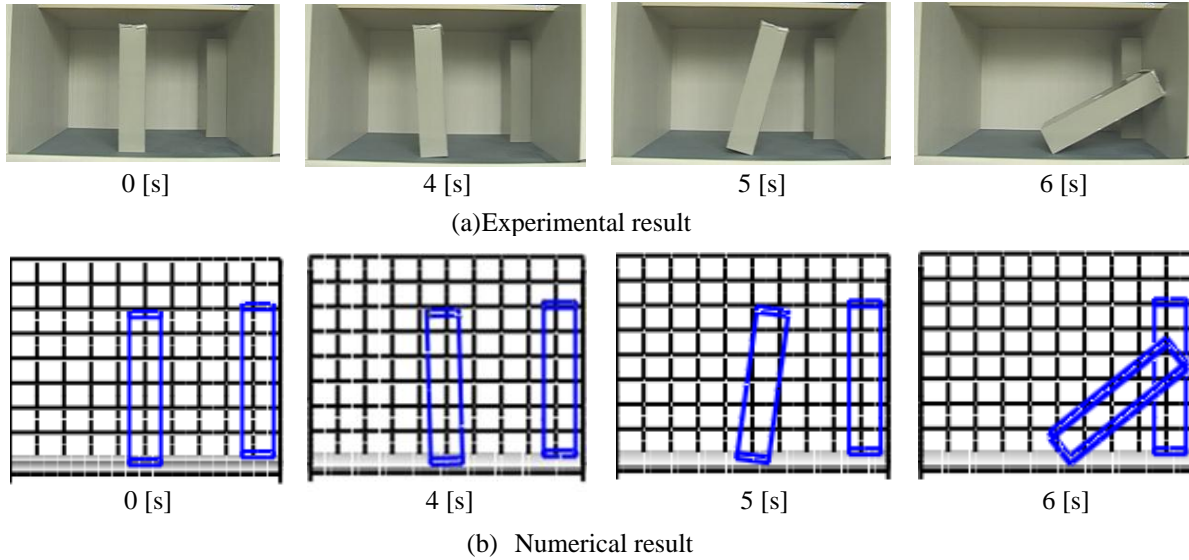 0 [s] 4 [s] 5 [s] 6 [s]
(a)Experimental result
0 [s] 4 [s] 5 [s] 6 [s]
(b) Numerical result